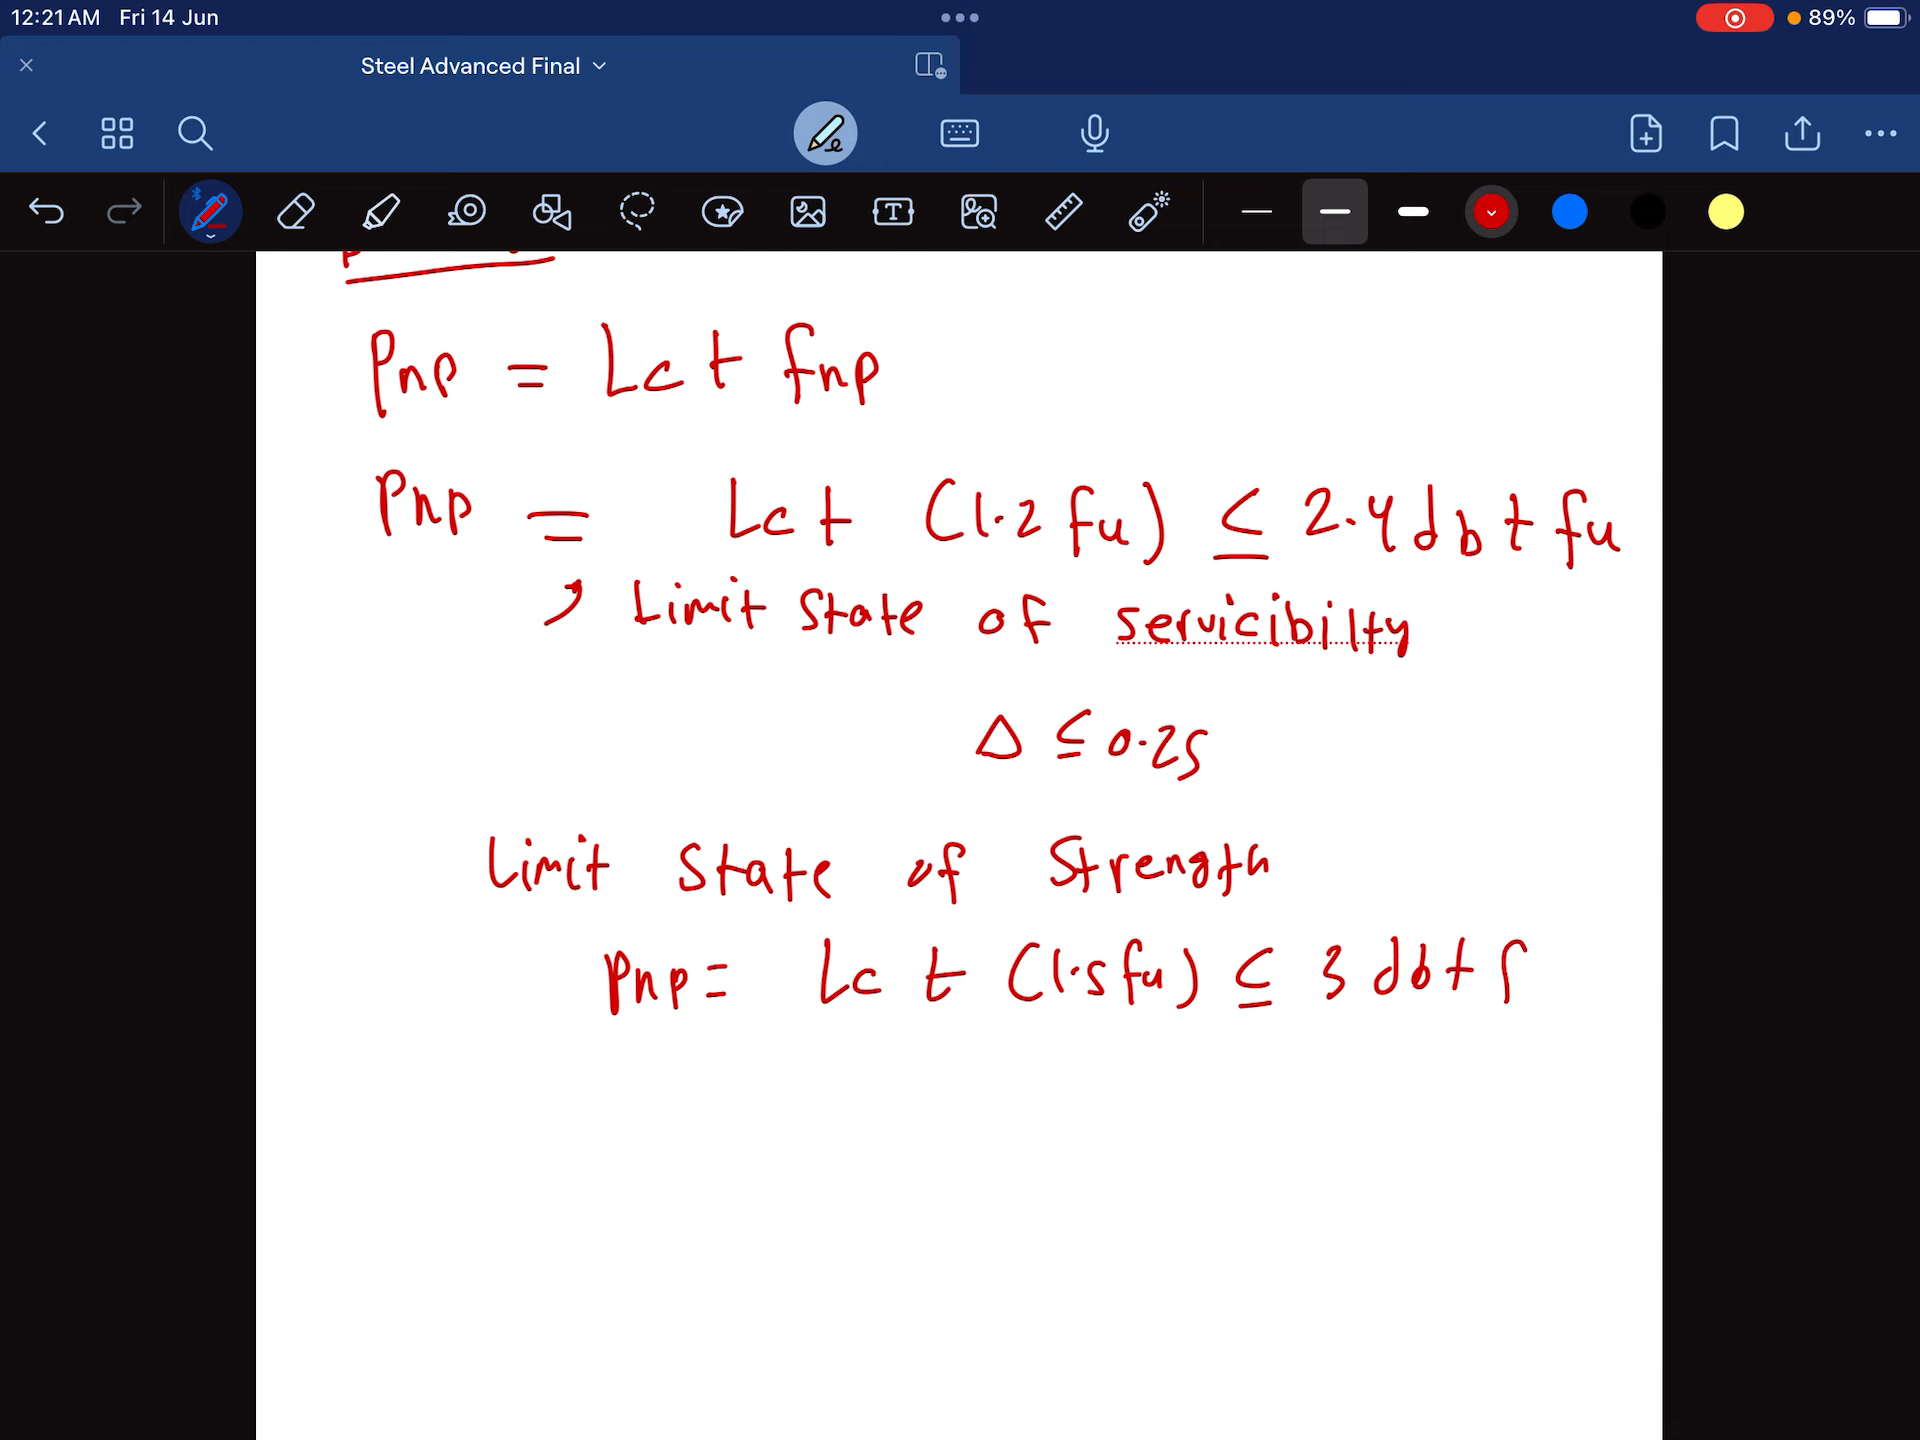 12:21 AM Fri 14 Jun
89%
Steel Advanced Final
Pnp = Lc t fnp
Pnp = Lc t (1.2 fu) ≤ 2.4 db t fu
, Limit State of servicibilty
Δ ≤ 0.25
Limit State of Strength
Pnp = Lc t (1.5 fu) ≤ 3 db t f